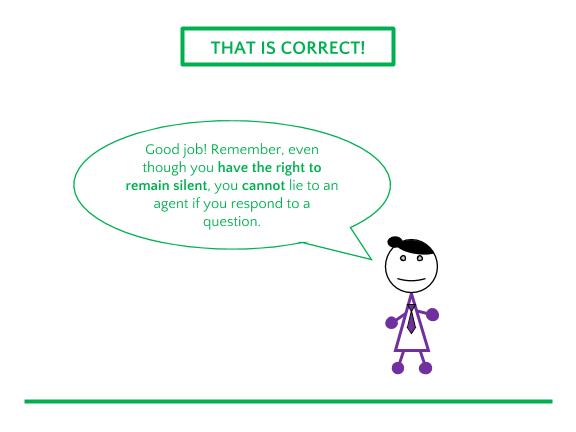 THAT IS CORRECT!
Good job! Remember, even
though you have the right to
remain silent, you cannot lie to an
agent if you respond to a
question.